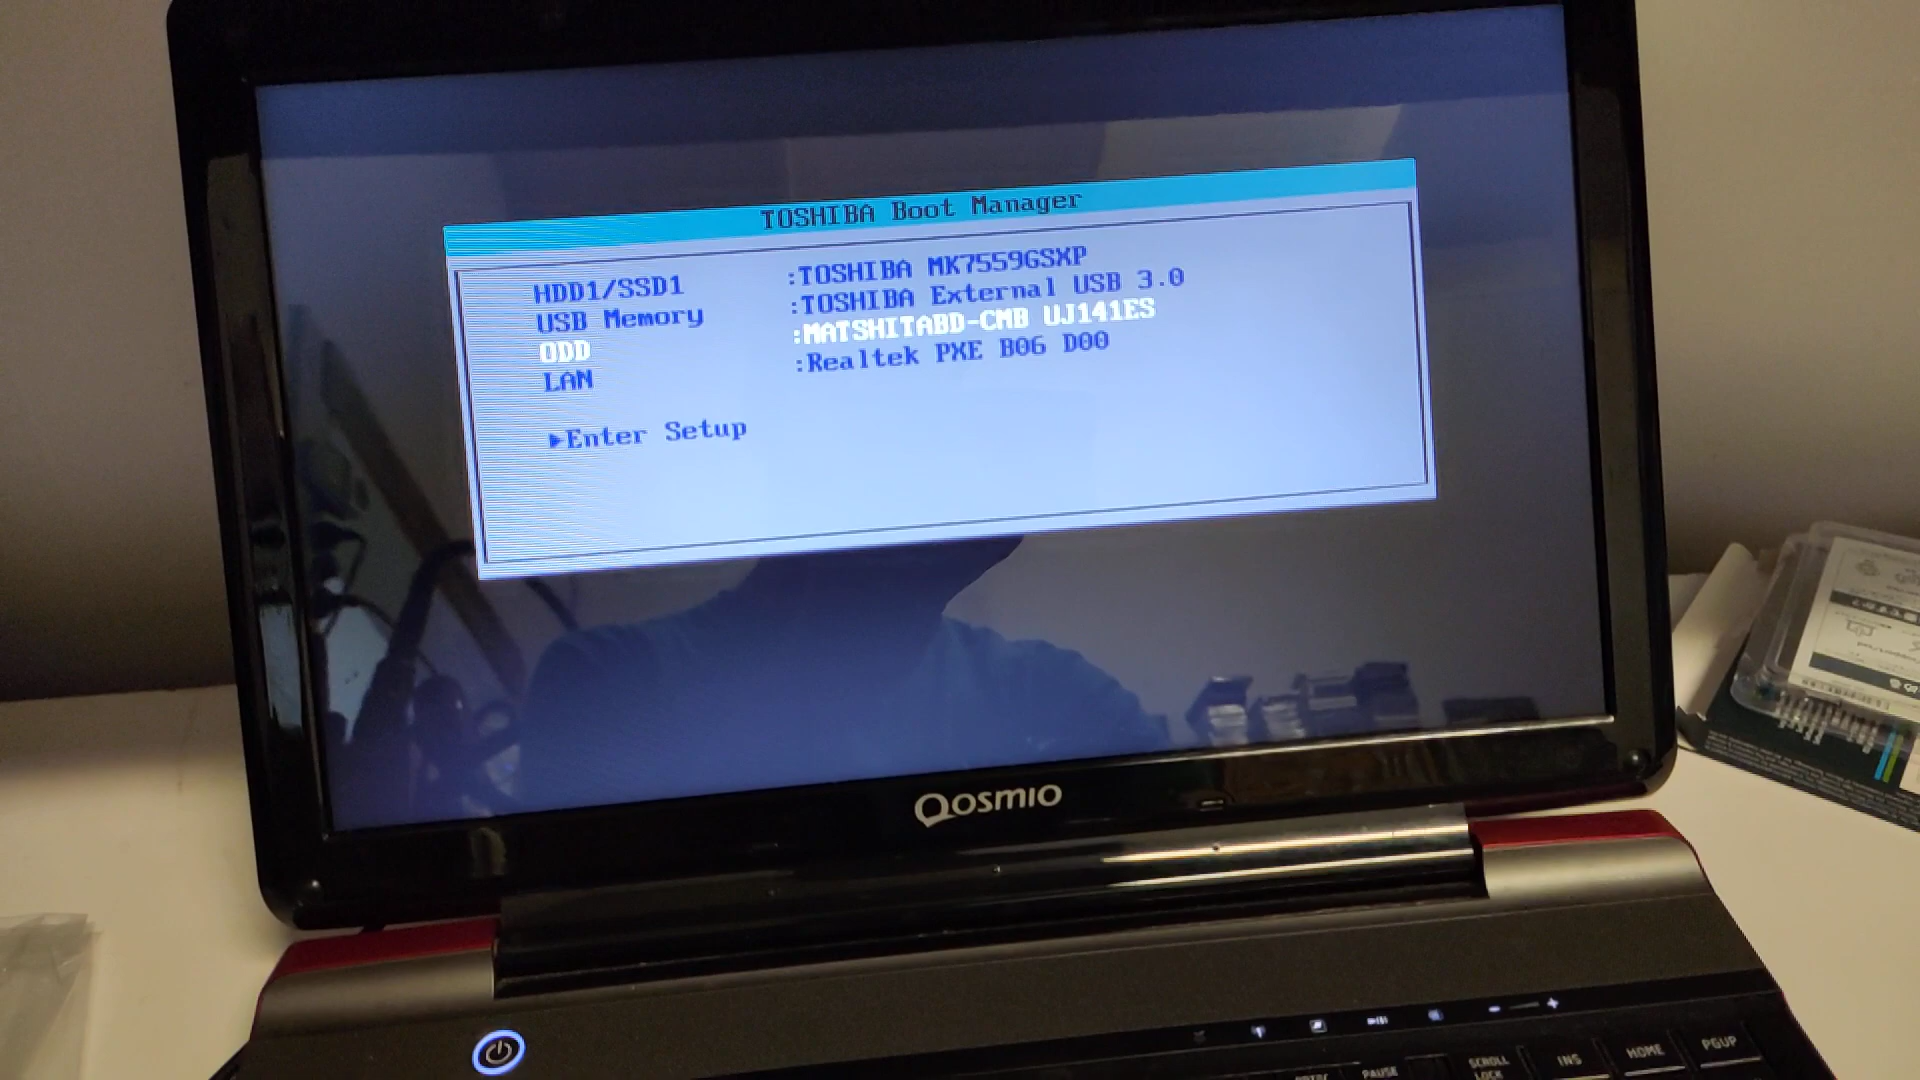 TOSHIBA Boot Manager
HDD1/SSD1 :TOSHIBA MK7559GSXP
USB Memory :TOSHIBA External USB 3.0
ODD :MATSHITABD-CMB UJ141ES
LAN :Realtek PXE B06 D00
▶Enter Setup
QOSMIO
PAUSE
SCROLL LOCK
INS
HOME
PGUP